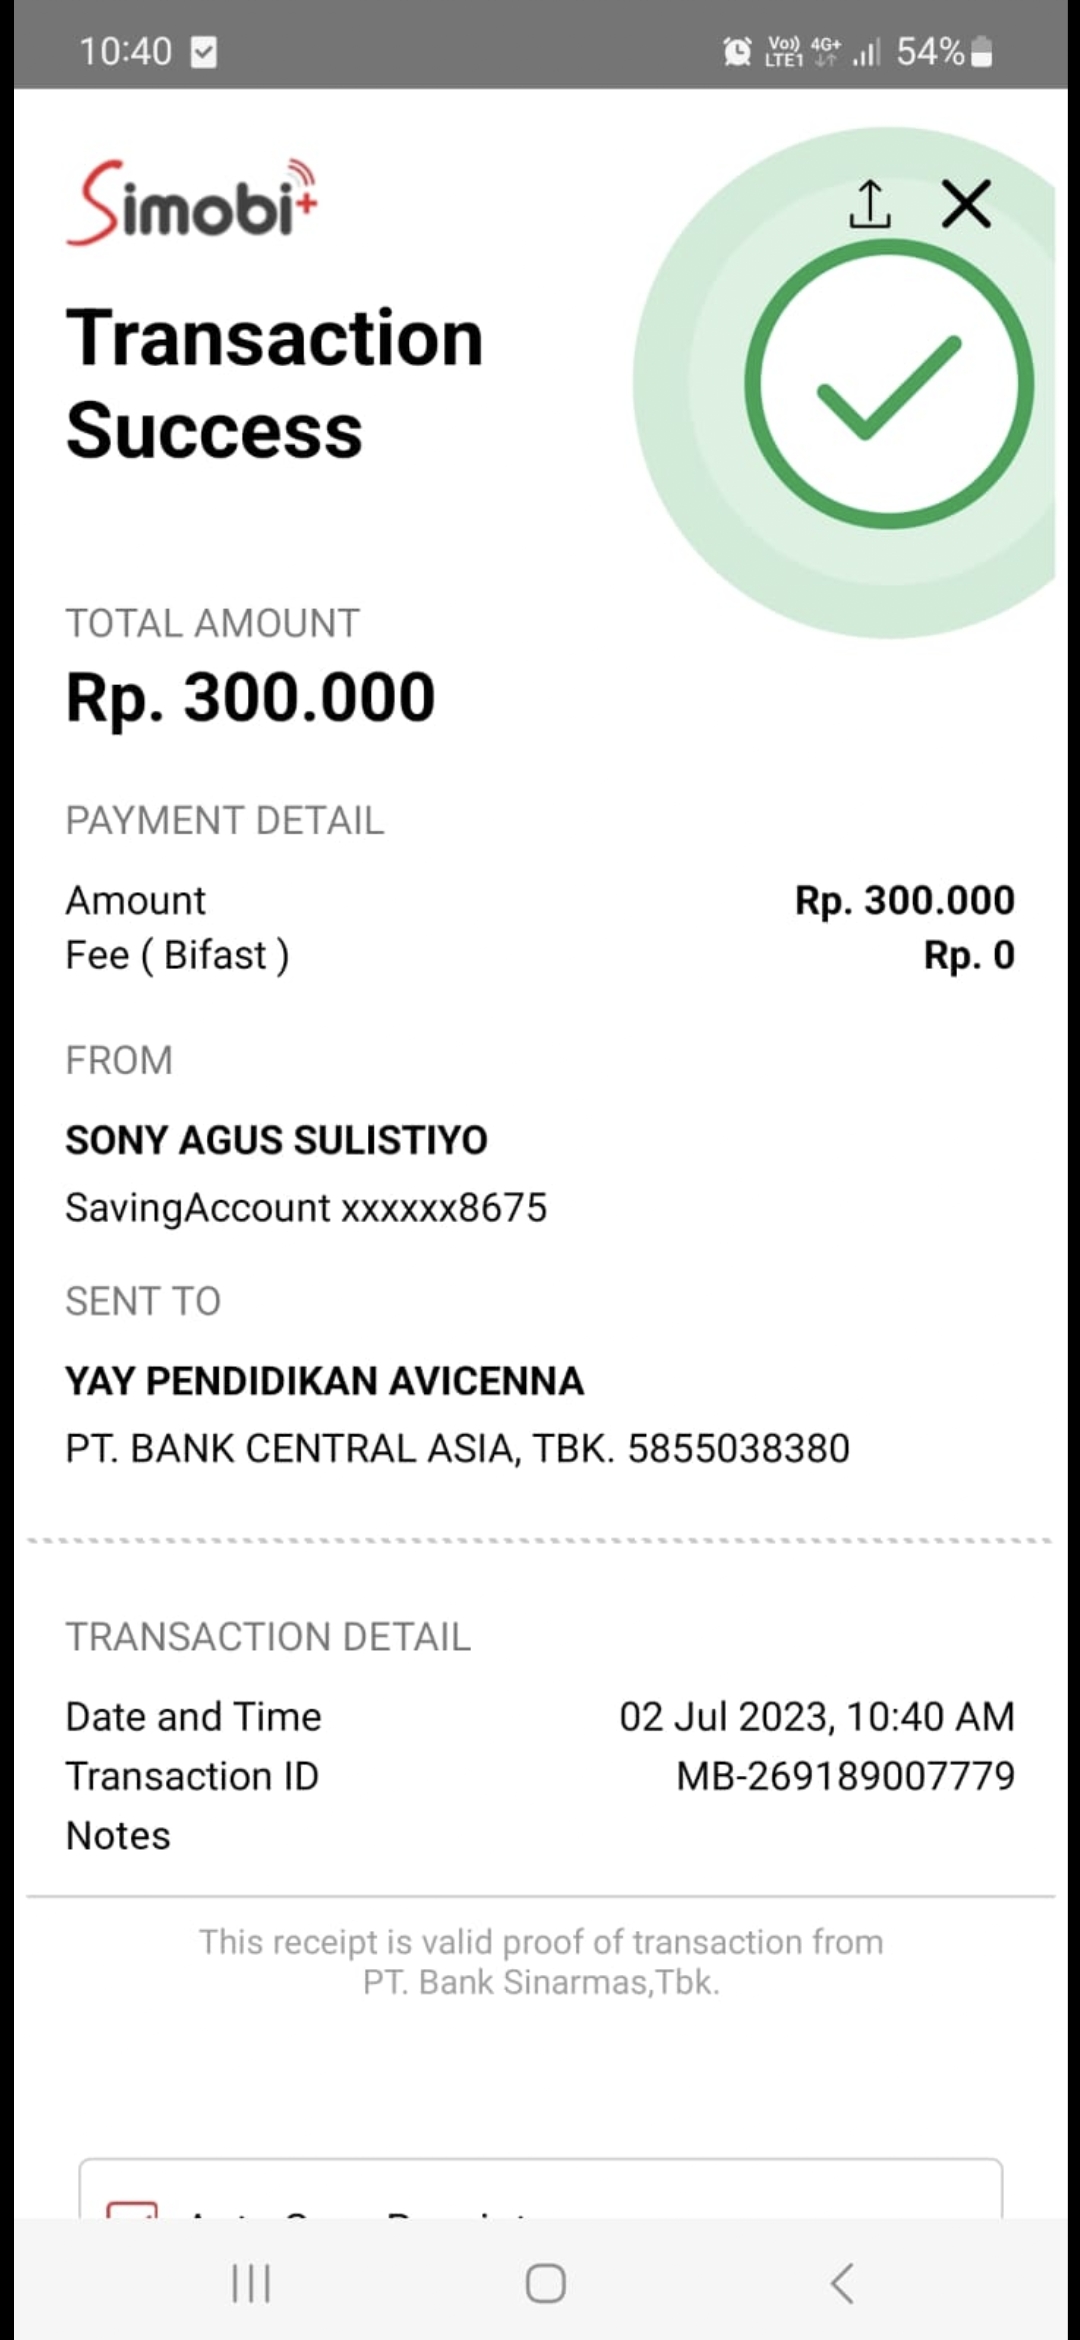 10:40
Vo)) LTE1 4G+ 54%
Simobi+
Transaction
Success
TOTAL AMOUNT
Rp. 300.000
PAYMENT DETAIL
Amount Rp. 300.000
Fee ( Bifast ) Rp. 0
FROM
SONY AGUS SULISTIYO
SavingAccount xxxxxx8675
SENT TO
YAY PENDIDIKAN AVICENNA
PT. BANK CENTRAL ASIA, TBK. 5855038380
TRANSACTION DETAIL
Date and Time 02 Jul 2023, 10:40 AM
Transaction ID MB-269189007779
Notes
This receipt is valid proof of transaction from
PT. Bank Sinarmas,Tbk.